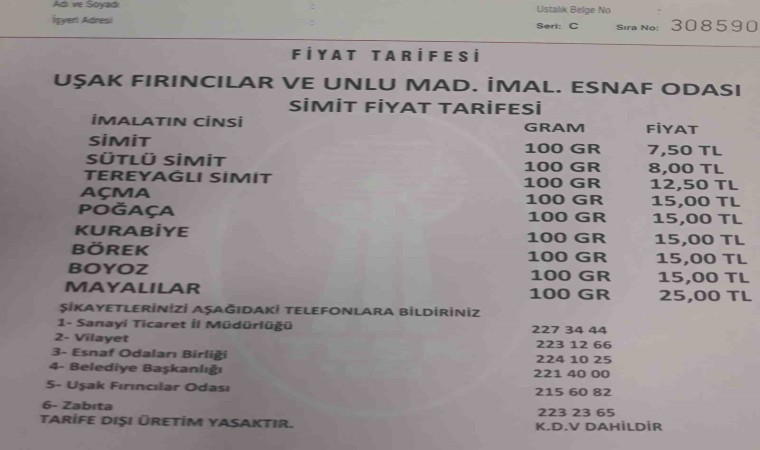 Adı ve Soyadı :
İşyeri Adresi :
Ustalık Belge No -
Seri: C Sıra No: 308590
FİYAT TARİFESİ
UŞAK FIRINCILAR VE UNLU MAD. İMAL. ESNAF ODASI
SİMİT FİYAT TARİFESİ
İMALATIN CİNSİ GRAM FİYAT
SİMİT 100 GR 7,50 TL
SÜTLÜ SİMİT 100 GR 8,00 TL
TEREYAĞLI SİMİT 100 GR 12,50 TL
AÇMA 100 GR 15,00 TL
POĞAÇA 100 GR 15,00 TL
KURABİYE 100 GR 15,00 TL
BÖREK 100 GR 15,00 TL
BOYOZ 100 GR 15,00 TL
MAYALILAR 100 GR 25,00 TL
ŞİKAYETLERİNİZİ AŞAĞIDAKİ TELEFONLARA BİLDİRİNİZ
1- Sanayi Ticaret İl Müdürlüğü 227 34 44
2- Vilayet 223 12 66
3- Esnaf Odaları Birliği 224 10 25
4- Belediye Başkanlığı 221 40 00
5- Uşak Fırıncılar Odası 215 60 82
6- Zabıta 223 23 65
TARİFE DIŞI ÜRETİM YASAKTIR. K.D.V DAHİLDİR